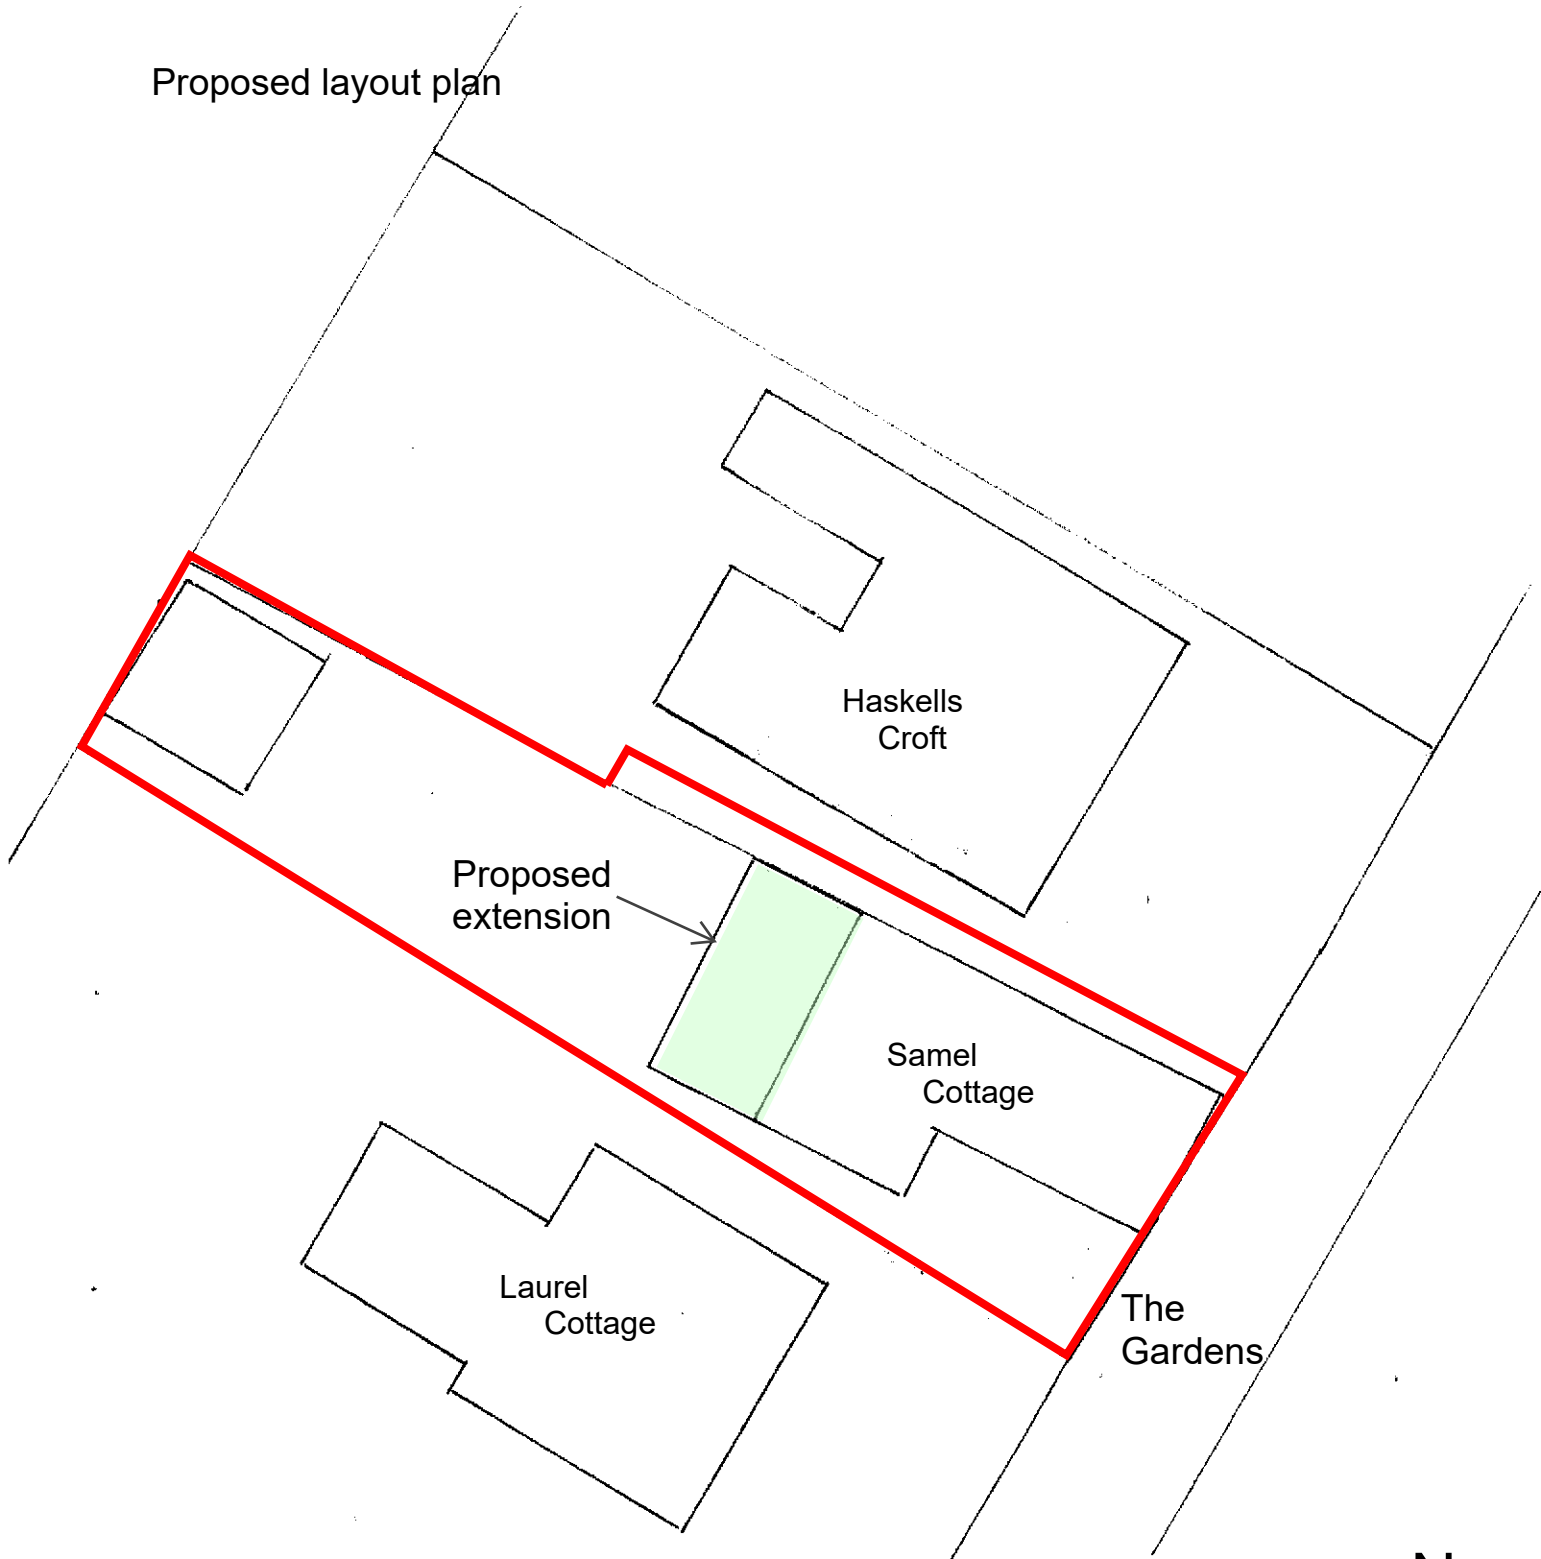 Proposed layout plan
Haskells
Croft
Proposed
extension
Samel
Cottage
Laurel
Cottage
The
Gardens